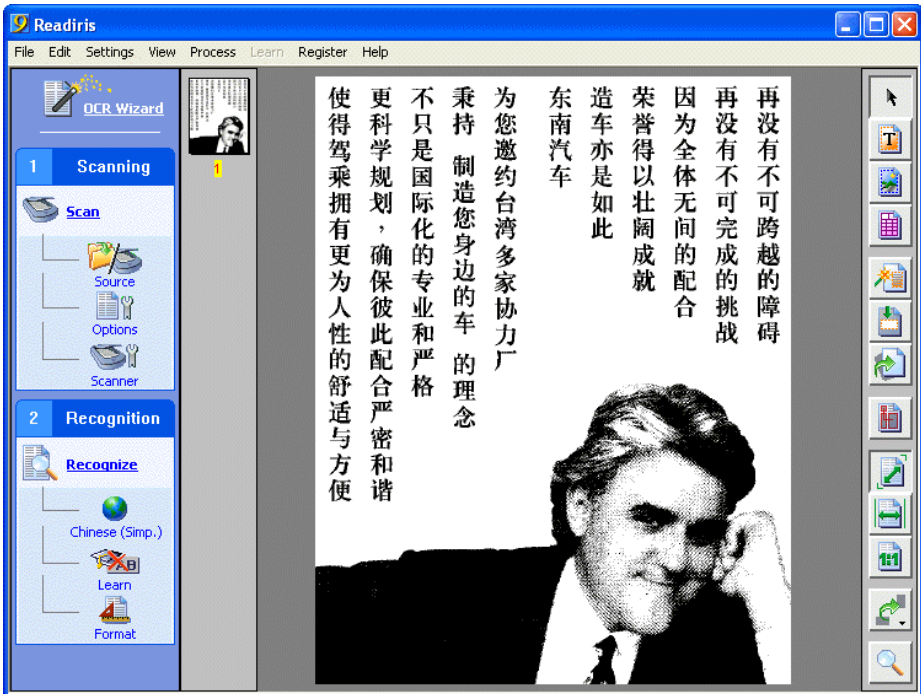 Readiris
File Edit Settings View Process Learn Register Help
OCR Wizard
1 Scanning
Scan
Source
Options
Scanner
2 Recognition
Recognize
Chinese (Simp.)
Learn
Format
1
再没有不可跨越的障碍
再没有不可完成的挑战
因为全体无间的配合
荣誉得以壮阔成就
造车亦是如此
东南汽车
为您邀约台湾多家协力厂
秉持 制造您身边的车 的理念
不只是国际化的专业和严格
更科学规划，确保彼此配合严密和谐
使得驾乘拥有更为人性的舒适与方便
T
1:1